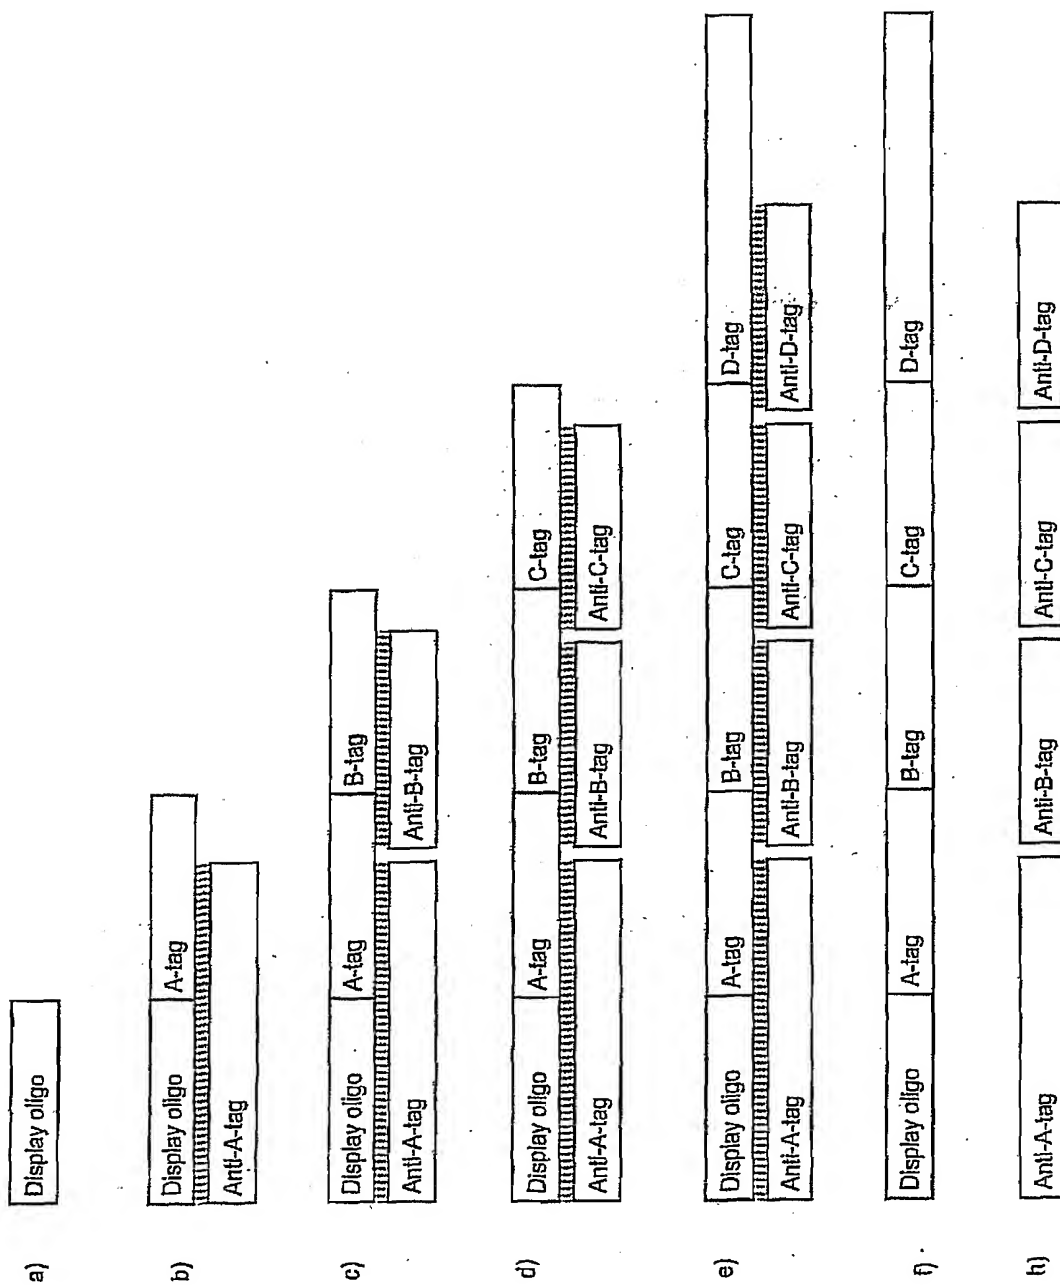 a)
Display oligo
b)
Display oligo A-tag
Anti-A-tag
c)
Display oligo A-tag B-tag
Anti-A-tag Anti-B-tag
d)
Display oligo A-tag B-tag C-tag
Anti-A-tag Anti-B-tag Anti-C-tag
e)
Display oligo A-tag B-tag C-tag D-tag
Anti-A-tag Anti-B-tag Anti-C-tag Anti-D-tag
f)
Display oligo A-tag B-tag C-tag D-tag
h)
Anti-A-tag Anti-B-tag Anti-C-tag Anti-D-tag